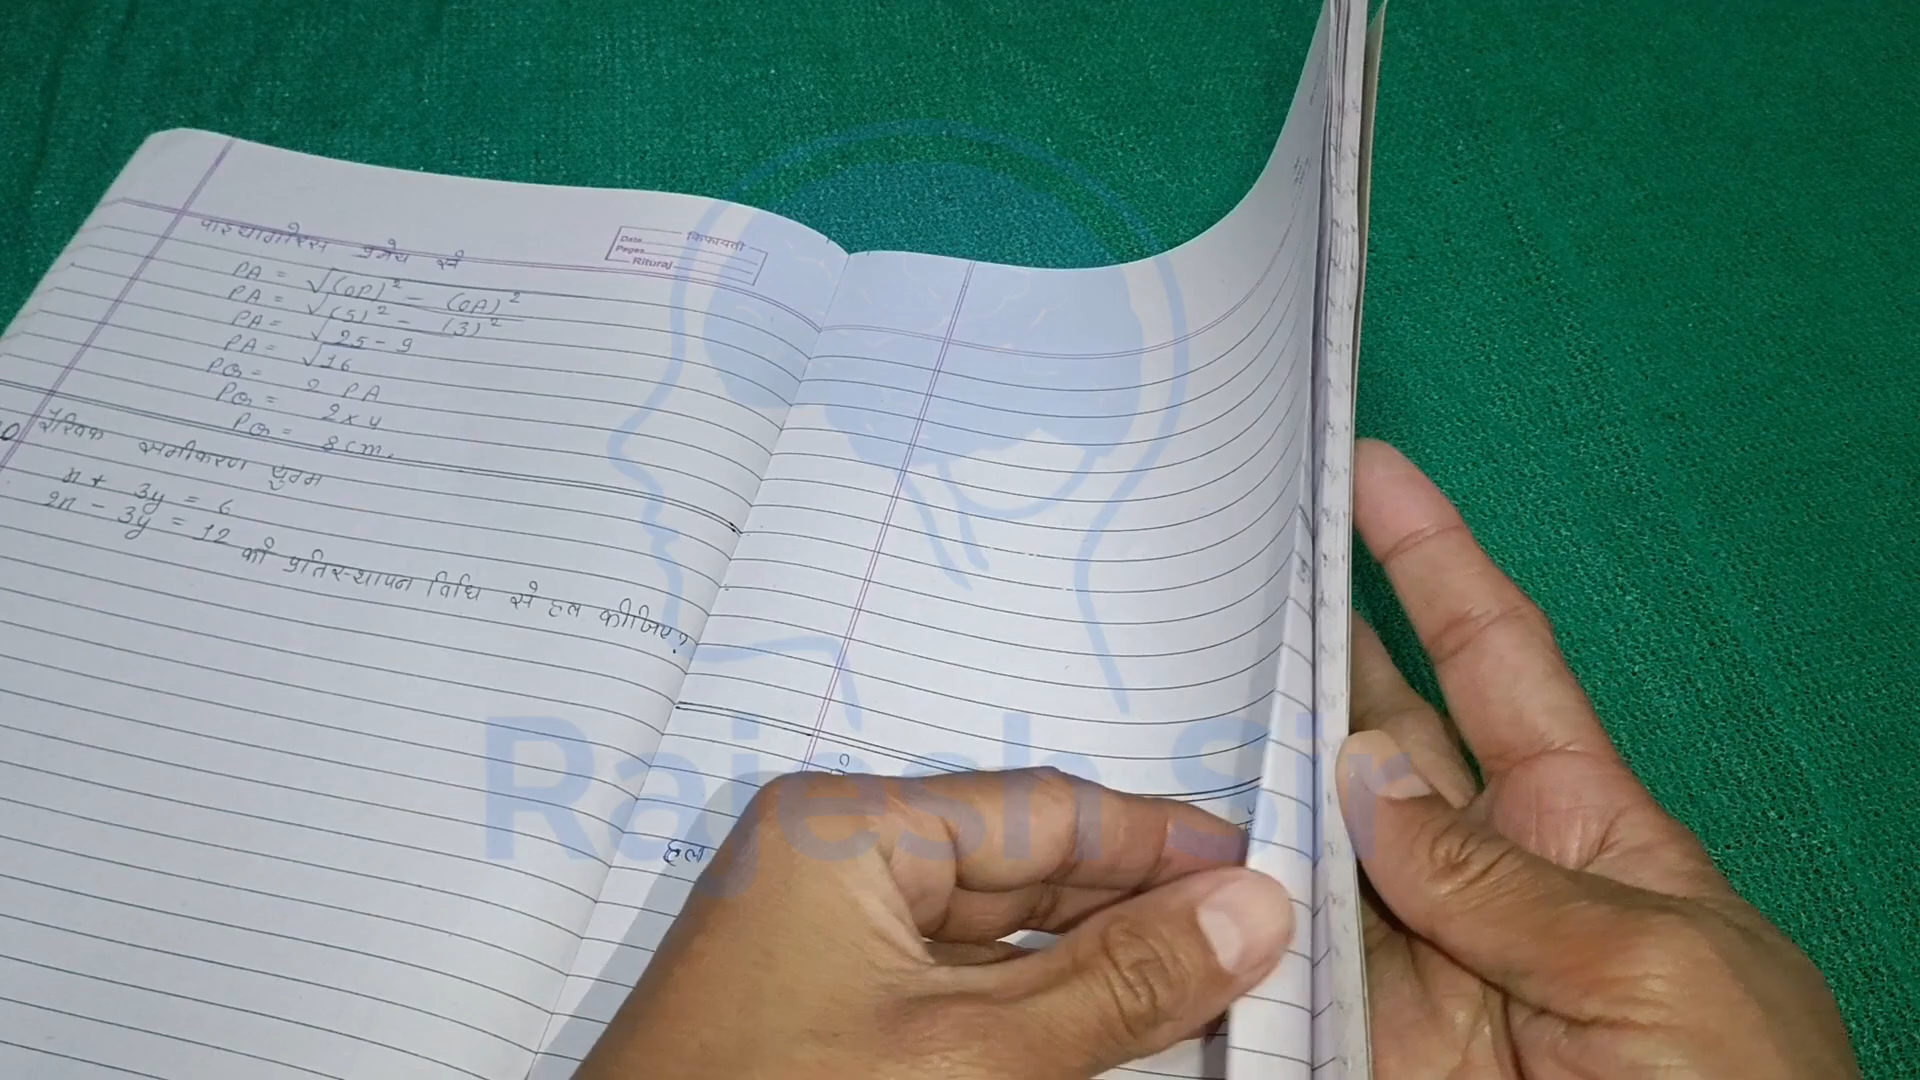 पाइथागोरस प्रमेय से
Date
किफायती
Pages
Rituraj
PA = √(OP)² - (OA)²
PA = √(5)² - (3)²
PA = √25 - 9
PA = √16
PQ = 2 PA
PQ = 2 x 4
PQ = 8 cm.
रैखिक समीकरण युग्म
x + 3y = 6
2x - 3y = 12 को प्रतिस्थापन विधि से हल कीजिए?
हल
Rajesh Sir